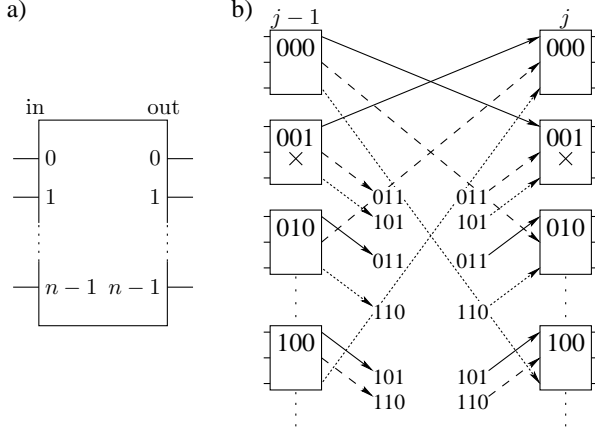 a)
in out
0 0
1 1
n − 1 n − 1
b)
j − 1 j
000 000
001 001
× ×
011 011
101 101
010 010
011 011
110 110
100 100
101 101
110 110